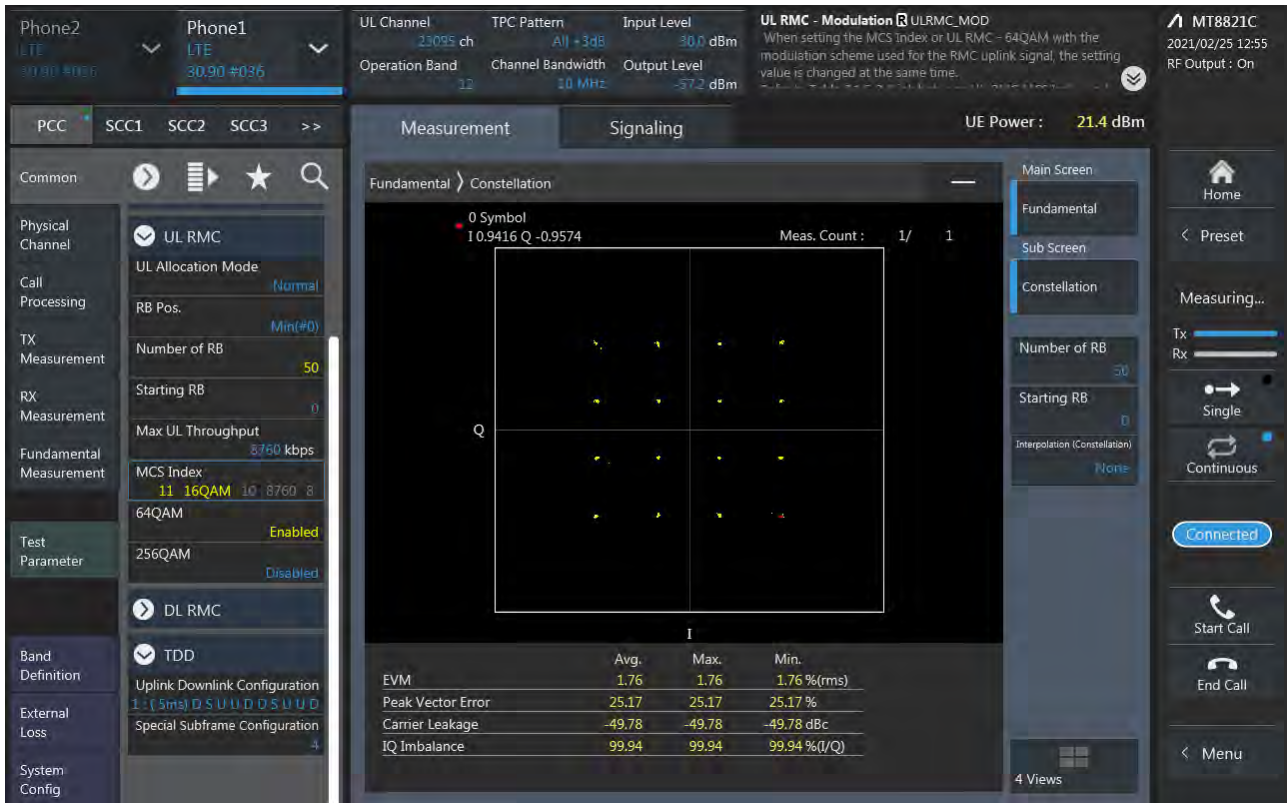 Phone2
LTE
30.90 #036
Phone1
LTE
30.90 #036
UL Channel
23095 ch
TPC Pattern
All +3dB
Input Level
30.0 dBm
Operation Band
12
Channel Bandwidth
10 MHz
Output Level
-57.2 dBm
UL RMC - Modulation R ULRMC_MOD
When setting the MCS Index or UL RMC – 64QAM with the
modulation scheme used for the RMC uplink signal, the setting
value is changed at the same time.
MT8821C
2021/02/25 12:55
RF Output : On
PCC SCC1 SCC2 SCC3 >>
Measurement
Signaling
UE Power : 21.4 dBm
Common
Physical
Channel
Call
Processing
TX
Measurement
RX
Measurement
Fundamental
Measurement
Test
Parameter
Band
Definition
External
Loss
System
Config
UL RMC
UL Allocation Mode
Normal
RB Pos.
Min(#0)
Number of RB
50
Starting RB
0
Max UL Throughput
8760 kbps
MCS Index
11 16QAM 10 8760 8
64QAM
Enabled
256QAM
Disabled
DL RMC
TDD
Uplink Downlink Configuration
1 : ( 5ms) D S U U D D S U U D
Special Subframe Configuration
4
Fundamental 〉 Constellation
0 Symbol
I 0.9416 Q -0.9574
Meas. Count : 1/ 1
Q
I
Avg. Max. Min.
EVM 1.76 1.76 1.76 %(rms)
Peak Vector Error 25.17 25.17 25.17 %
Carrier Leakage -49.78 -49.78 -49.78 dBc
IQ Imbalance 99.94 99.94 99.94 %(I/Q)
Main Screen
Fundamental
Sub Screen
Constellation
Number of RB
50
Starting RB
0
Interpolation (Constellation)
None
4 Views
Home
< Preset
Measuring...
Tx
Rx
Single
Continuous
Connected
Start Call
End Call
< Menu